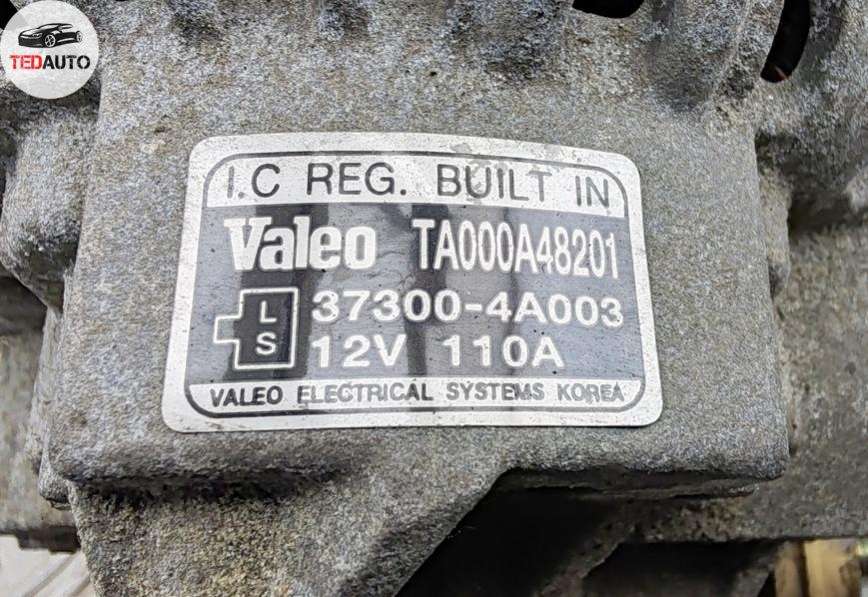 TEDAUTO
I.C REG. BUILT IN
Valeo TA000A48201
L 37300-4A003
S 12V 110A
VALEO ELECTRICAL SYSTEMS KOREA